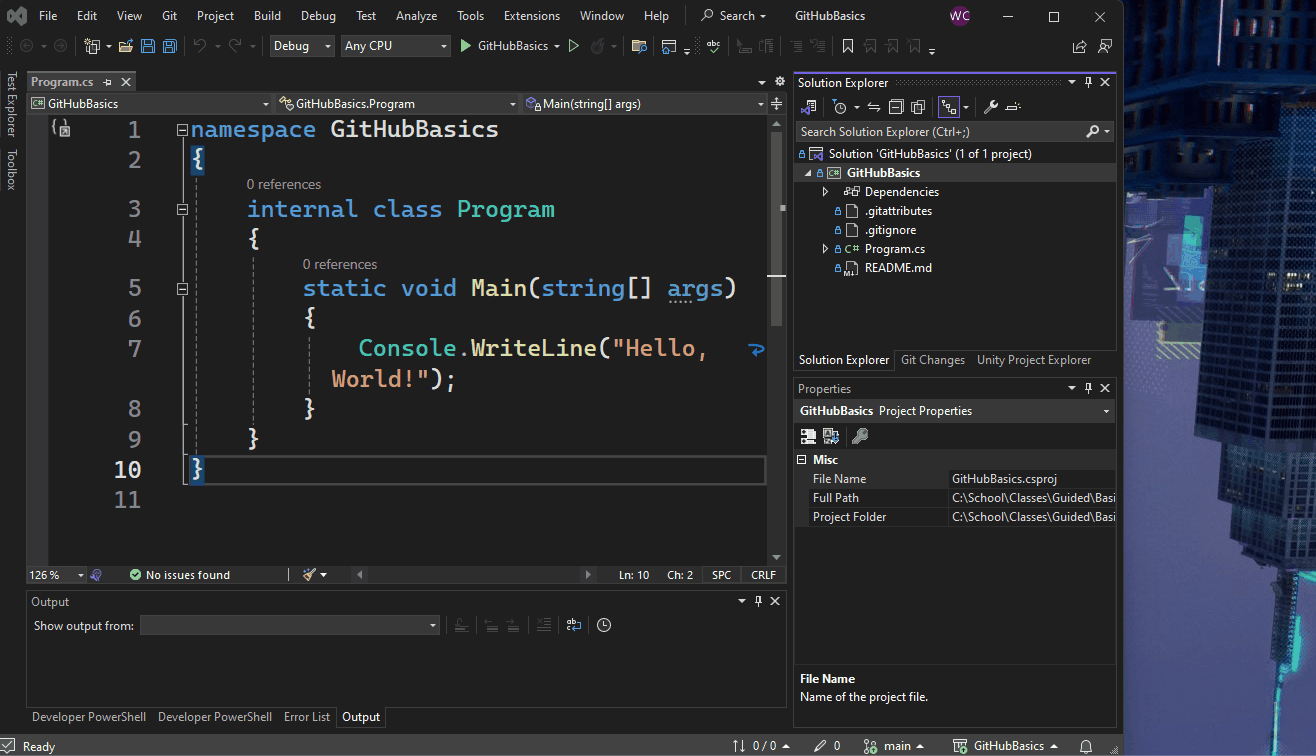 File Edit View Git Project Build Debug Test Analyze Tools Extensions Window Help Search GitHubBasics WC
Debug Any CPU GitHubBasics
Test Explorer
Toolbox
Program.cs
GitHubBasics GitHubBasics.Program Main(string[] args)
1 namespace GitHubBasics
2 {
0 references
3 internal class Program
4 {
0 references
5 static void Main(string[] args)
6 {
7 Console.WriteLine("Hello,
World!");
8 }
9 }
10 }
11
126 % No issues found Ln: 10 Ch: 2 SPC CRLF
Output
Show output from:
Developer PowerShell Developer PowerShell Error List Output
Solution Explorer
Search Solution Explorer (Ctrl+;)
Solution 'GitHubBasics' (1 of 1 project)
C# GitHubBasics
Dependencies
.gitattributes
.gitignore
C# Program.cs
README.md
Solution Explorer Git Changes Unity Project Explorer
Properties
GitHubBasics Project Properties
Misc
File Name GitHubBasics.csproj
Full Path C:\School\Classes\Guided\Basi
Project Folder C:\School\Classes\Guided\Basi
File Name
Name of the project file.
Ready 0 / 0 0 main GitHubBasics